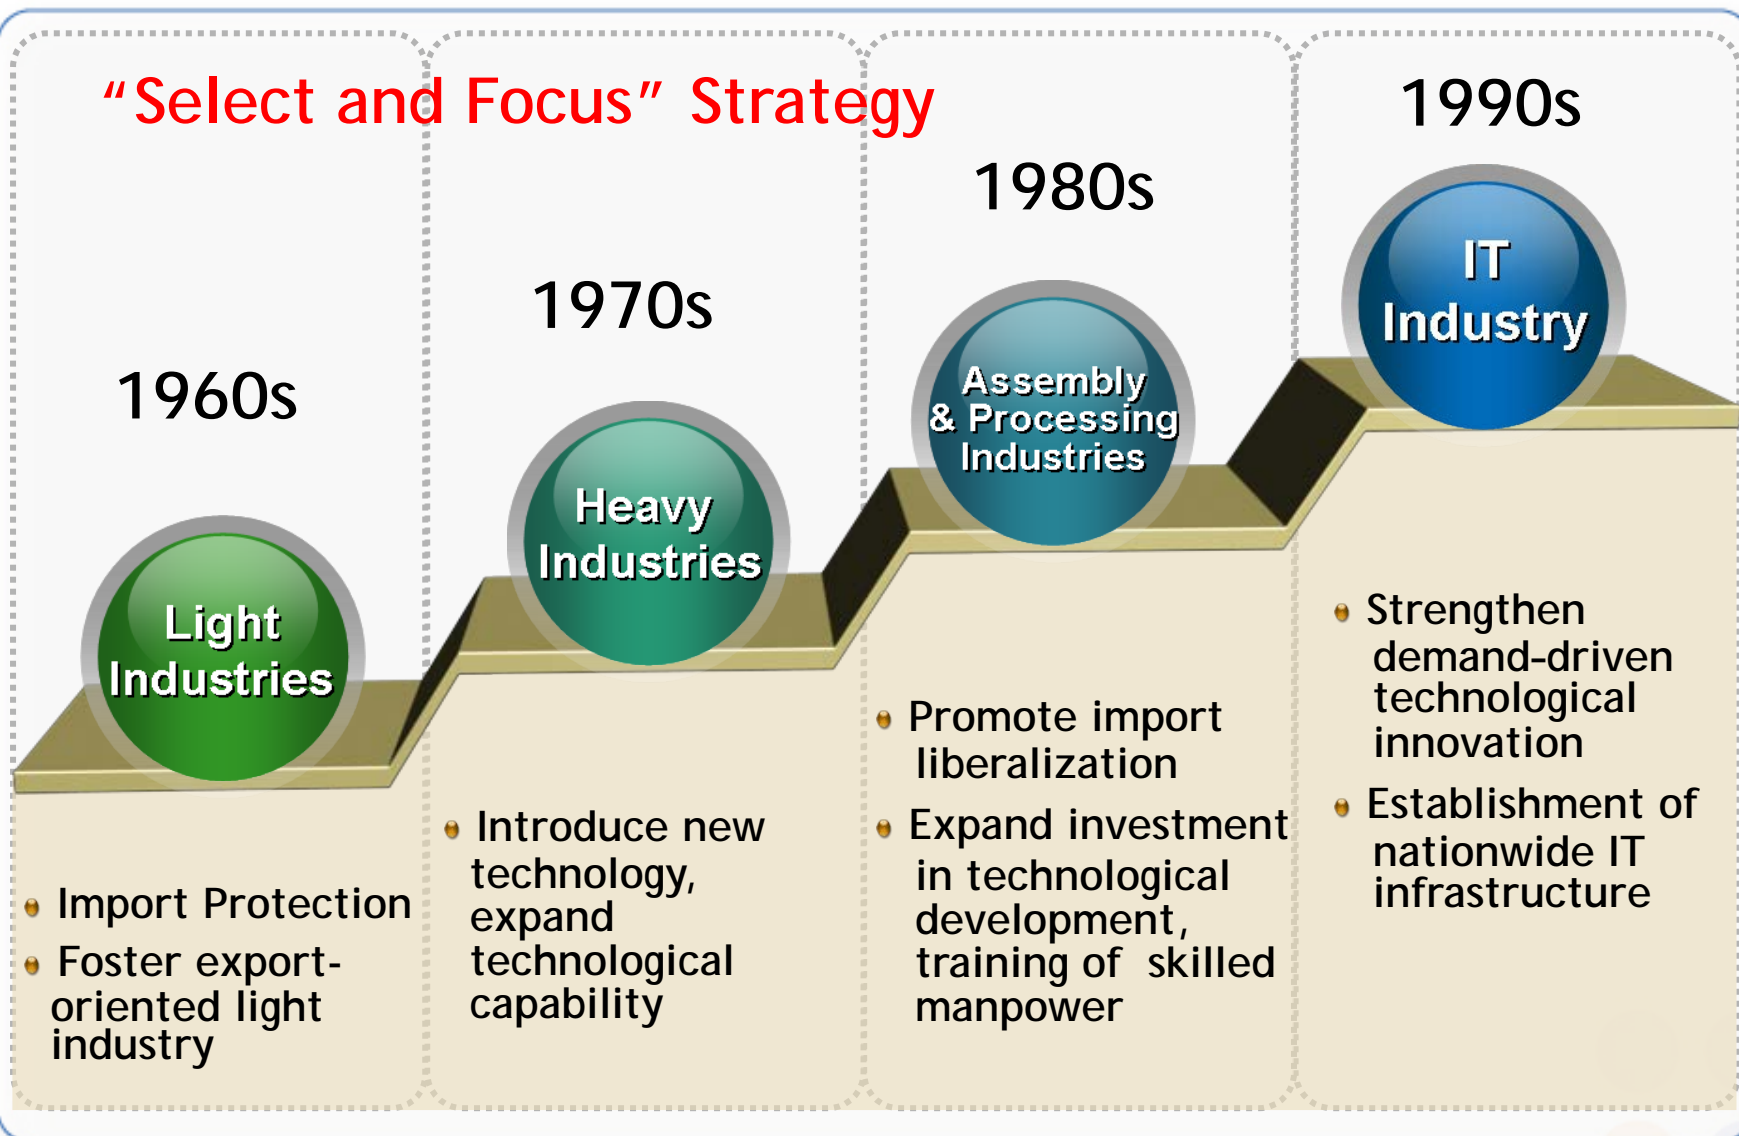 “Select and Focus” Strategy
1960s
Light
Industries
Import Protection
Foster export-
oriented light
industry
1970s
Heavy
Industries
Introduce new
technology,
expand
technological
capability
1980s
Assembly
& Processing
Industries
Promote import
liberalization
Expand investment
in technological
development,
training of skilled
manpower
1990s
IT
Industry
Strengthen
demand-driven
technological
innovation
Establishment of
nationwide IT
infrastructure